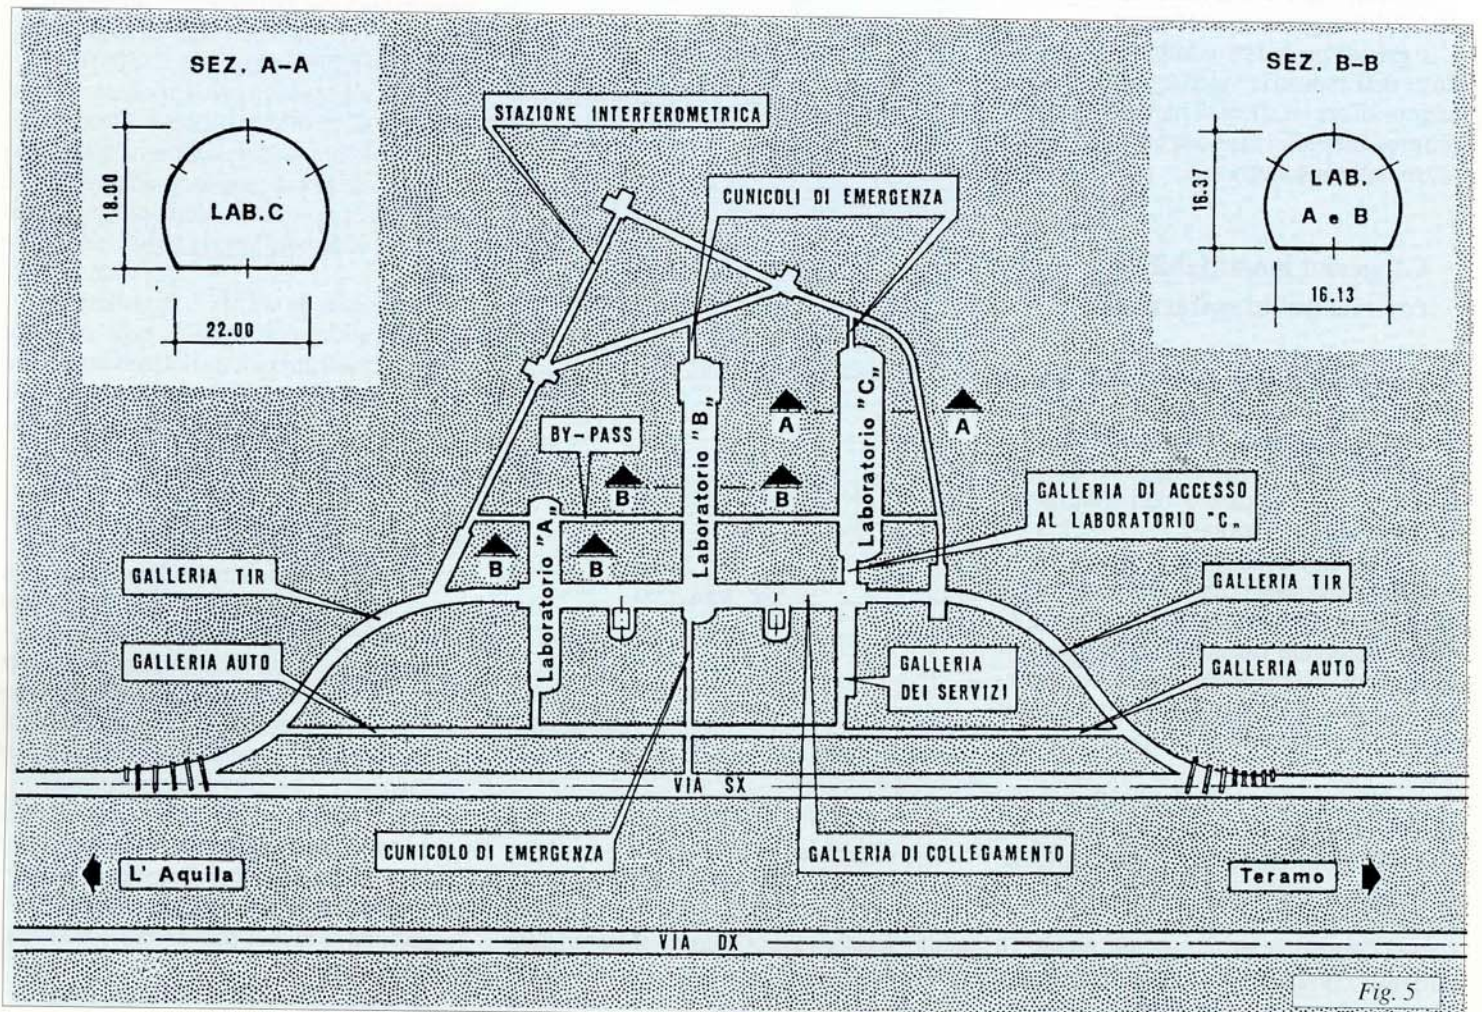 SEZ. A-A
18.00
LAB.C
22.00
SEZ. B-B
16.37
LAB.
A e B
16.13
STAZIONE INTERFEROMETRICA
CUNICOLI DI EMERGENZA
BY-PASS
A
A
B
B
B
B
Laboratorio "A„
Laboratorio "B„
Laboratorio "C„
GALLERIA DI ACCESSO
AL LABORATORIO "C„
GALLERIA TIR
GALLERIA TIR
GALLERIA AUTO
GALLERIA AUTO
GALLERIA
DEI SERVIZI
VIA SX
CUNICOLO DI EMERGENZA
GALLERIA DI COLLEGAMENTO
L' Aquila
Teramo
VIA DX
Fig. 5